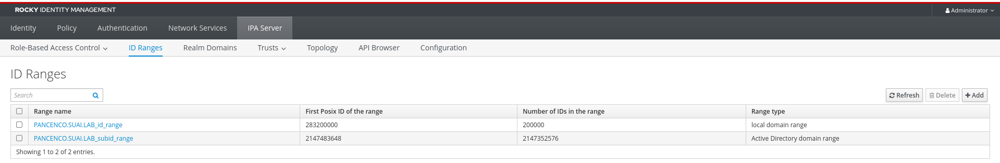 ROCKY IDENTITY MANAGEMENT Administrator
Identity Policy Authentication Network Services IPA Server
Role-Based Access Control ID Ranges Realm Domains Trusts Topology API Browser Configuration
ID Ranges
Search Refresh Delete Add
Range name First Posix ID of the range Number of IDs in the range Range type
PANCENCO.SUAI.LAB_id_range 283200000 200000 local domain range
PANCENCO.SUAI.LAB_subid_range 2147483648 2147352576 Active Directory domain range
Showing 1 to 2 of 2 entries.